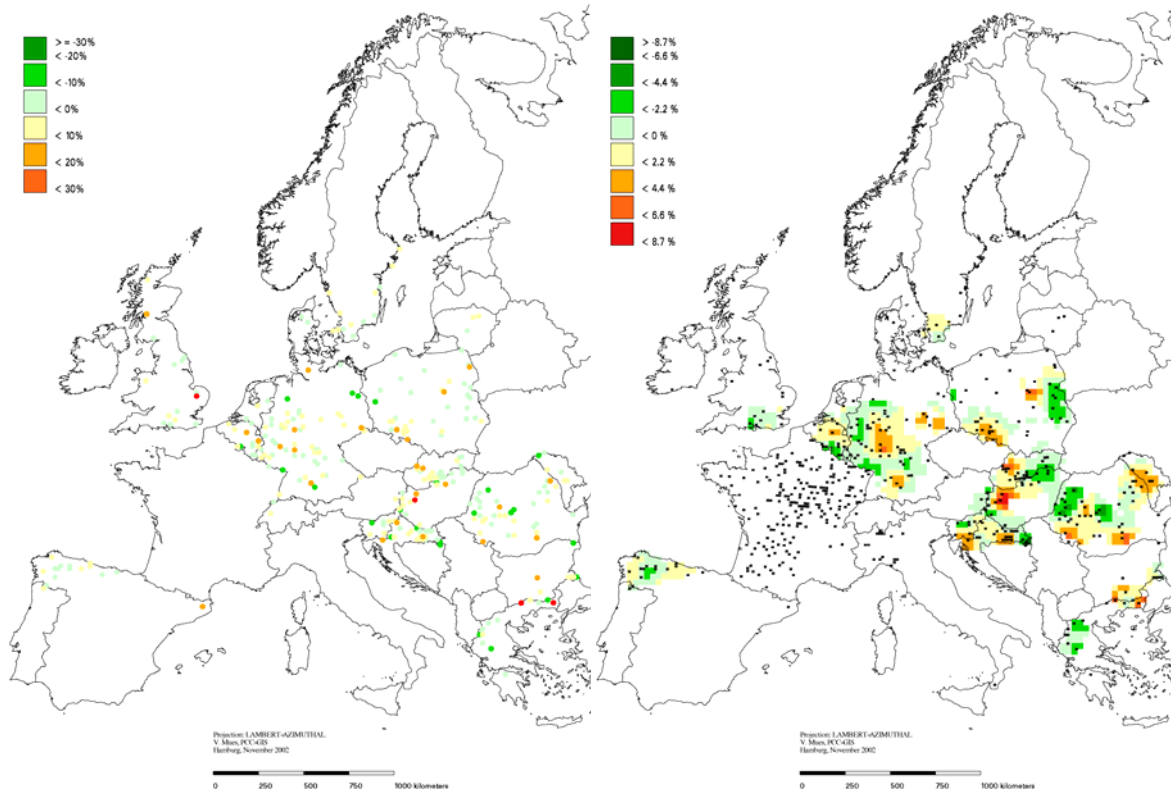 > = -30%
< -20%
< -10%
< 0%
< 10%
< 20%
< 30%
Projection: LAMBERT-AZIMUTHAL
V. Mues, PCC-GIS
Hamburg, November 2002
0 250 500 750 1000 kilometers
> -8.7%
< -6.6 %
< -4.4 %
< -2.2 %
< 0 %
< 2.2 %
< 4.4 %
< 6.6 %
< 8.7 %
Projection: LAMBERT-AZIMUTHAL
V. Mues, PCC-GIS
Hamburg, November 2002
0 250 500 750 1000 kilometers